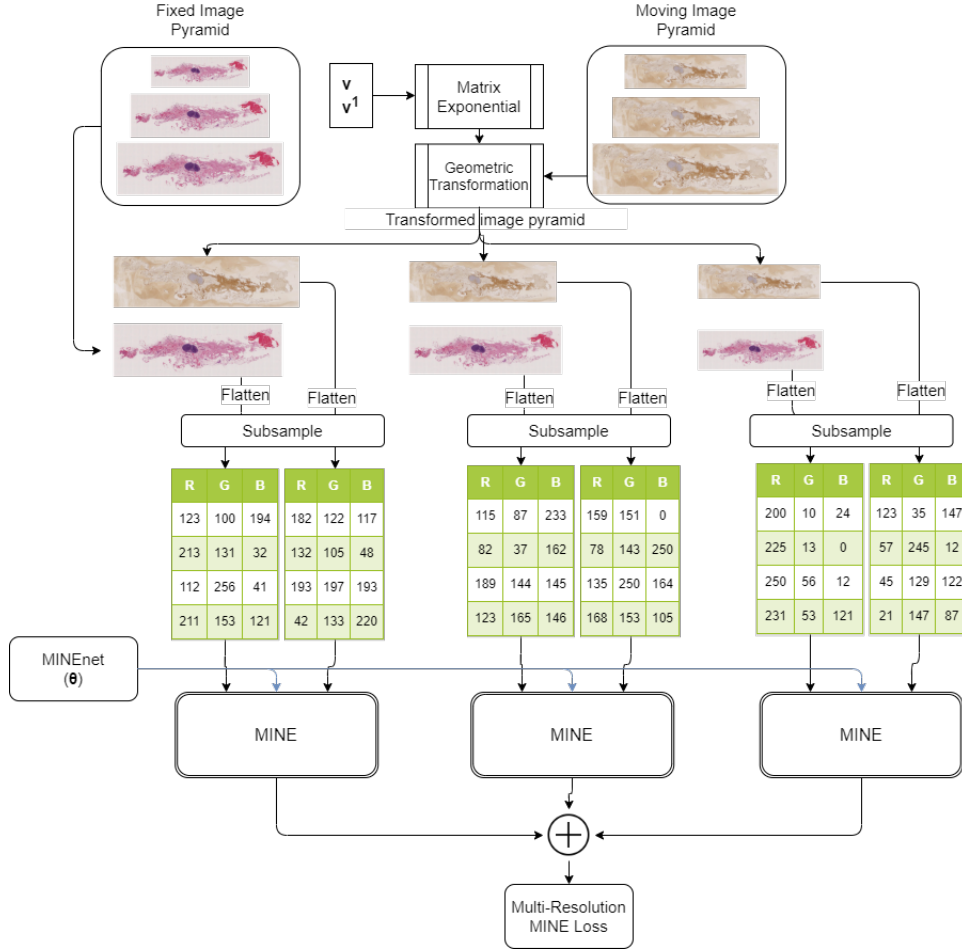 Fixed Image
Pyramid
Moving Image
Pyramid
v
v¹
Matrix
Exponential
Geometric
Transformation
Transformed image pyramid
Flatten
Flatten
Flatten
Flatten
Flatten
Flatten
Subsample
Subsample
Subsample
R G B R G B
123 100 194 182 122 117
213 131 32 132 105 48
112 256 41 193 197 193
211 153 121 42 133 220
R G B R G B
115 87 233 159 151 0
82 37 162 78 143 250
189 144 145 135 250 164
123 165 146 168 153 105
R G B R G B
200 10 24 123 35 147
225 13 0 57 245 12
250 56 12 45 129 122
231 53 121 21 147 87
MINEnet
(θ)
MINE
MINE
MINE
Multi-Resolution
MINE Loss